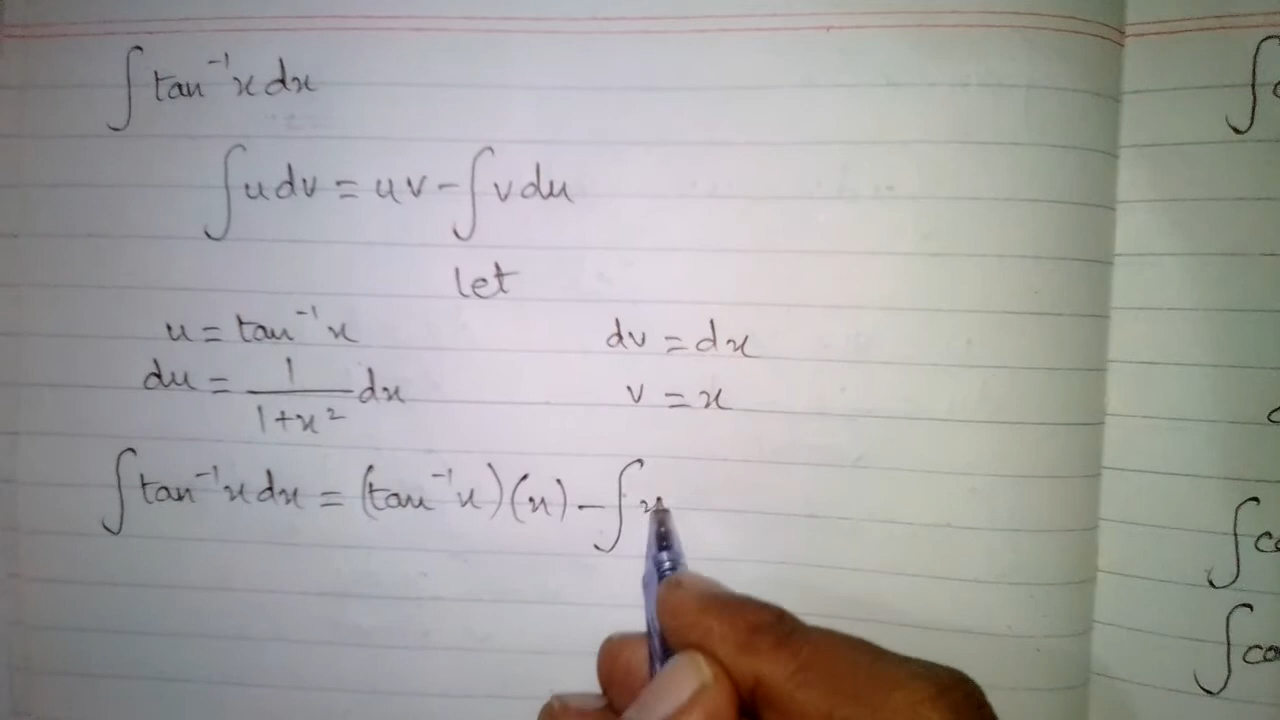 ∫ tan⁻¹x dx
∫ u dv = uv - ∫ v du
let
u = tan⁻¹x
dv = dx
du = 1/(1+x²) dx
v = x
∫ tan⁻¹x dx = (tan⁻¹x)(x) - ∫ x